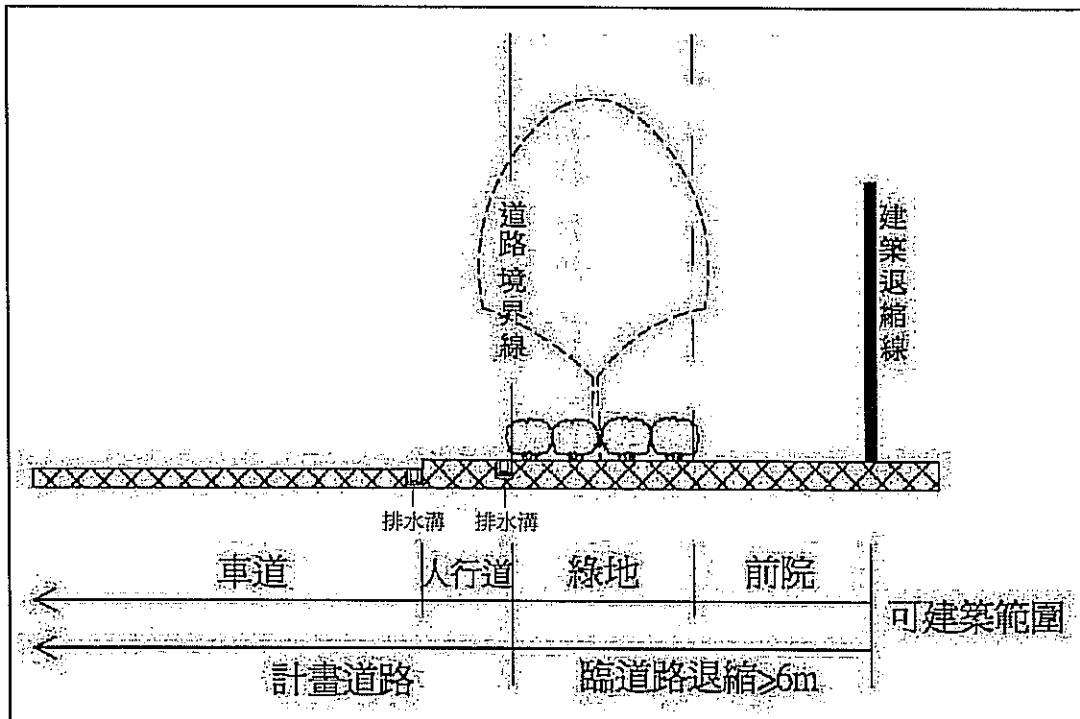 道路境昇線
建築退縮線
排水溝 排水溝
車道 人行道 綠地 前院
可建築範圍
計畫道路 臨道路退縮≥6m